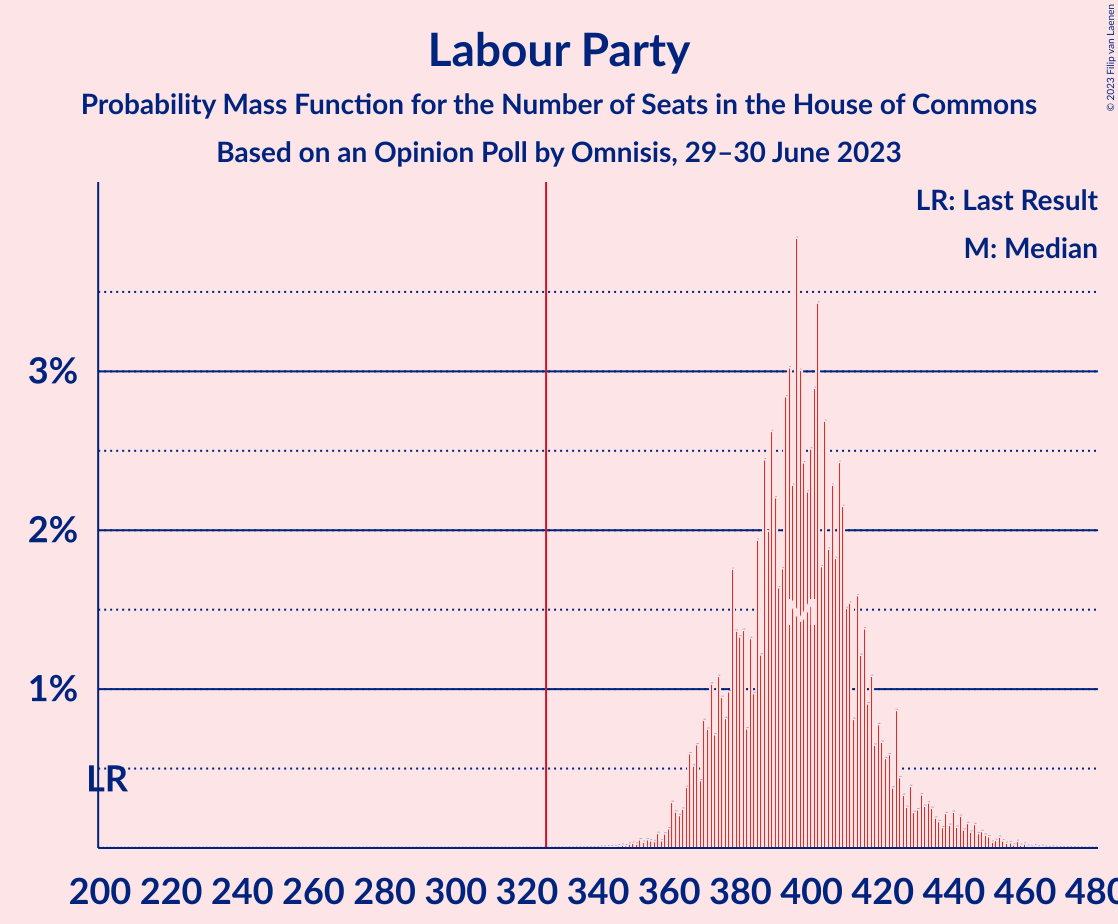 Labour Party
Probability Mass Function for the Number of Seats in the House of Commons
Based on an Opinion Poll by Omnisis, 29–30 June 2023
© 2023 Filip van Laenen
LR: Last Result
M: Median
3%
2%
1%
M
LR
200 220 240 260 280 300 320 340 360 380 400 420 440 460 480